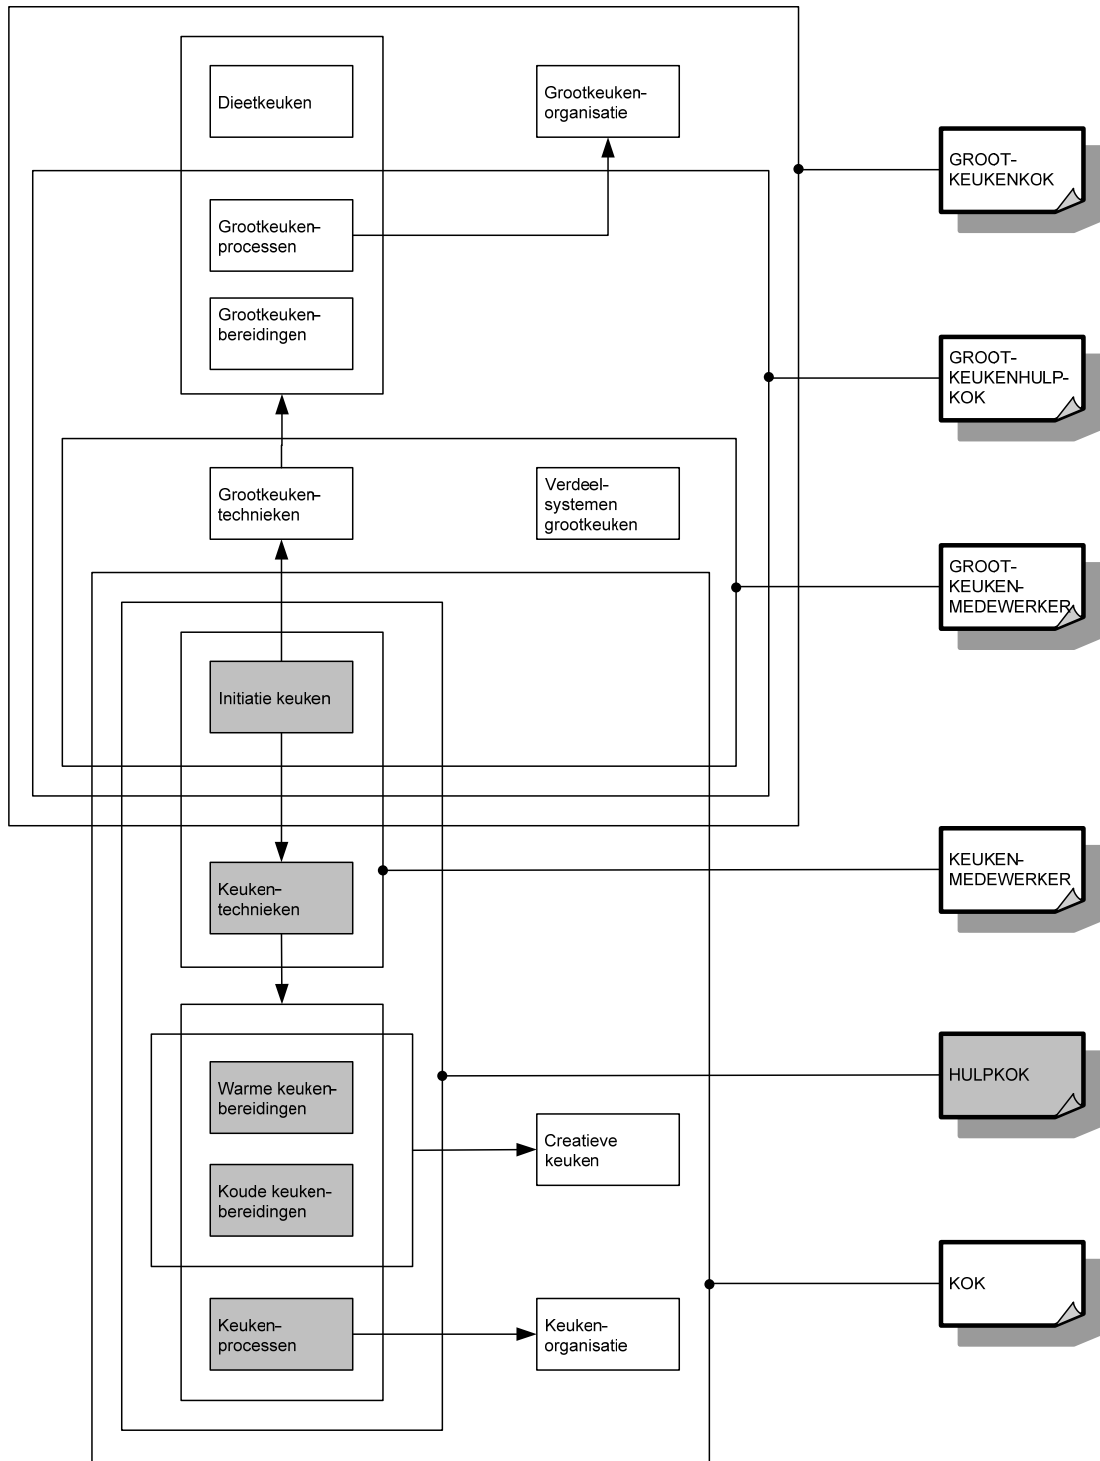 Dieetkeuken
Grootkeuken-
organisatie
GROOT-
KEUKENKOK
Grootkeuken-
processen
Grootkeuken-
bereidingen
GROOT-
KEUKENHULP-
KOK
Grootkeuken-
technieken
Verdeel-
systemen
grootkeuken
GROOT-
KEUKEN-
MEDEWERKER
Initiatie keuken
Keuken-
technieken
KEUKEN-
MEDEWERKER
Warme keuken-
bereidingen
HULPKOK
Creatieve
keuken
Koude keuken-
bereidingen
KOK
Keuken-
processen
Keuken-
organisatie